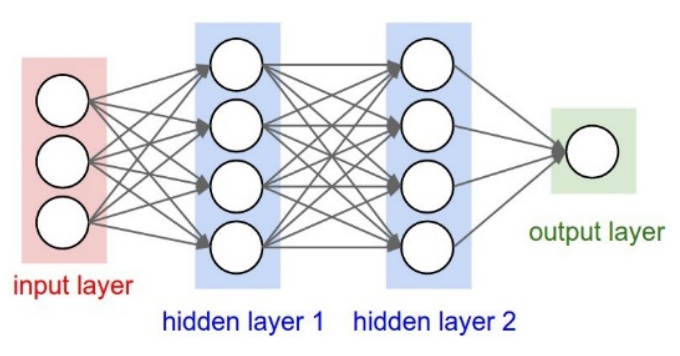 input layer
hidden layer 1
hidden layer 2
output layer